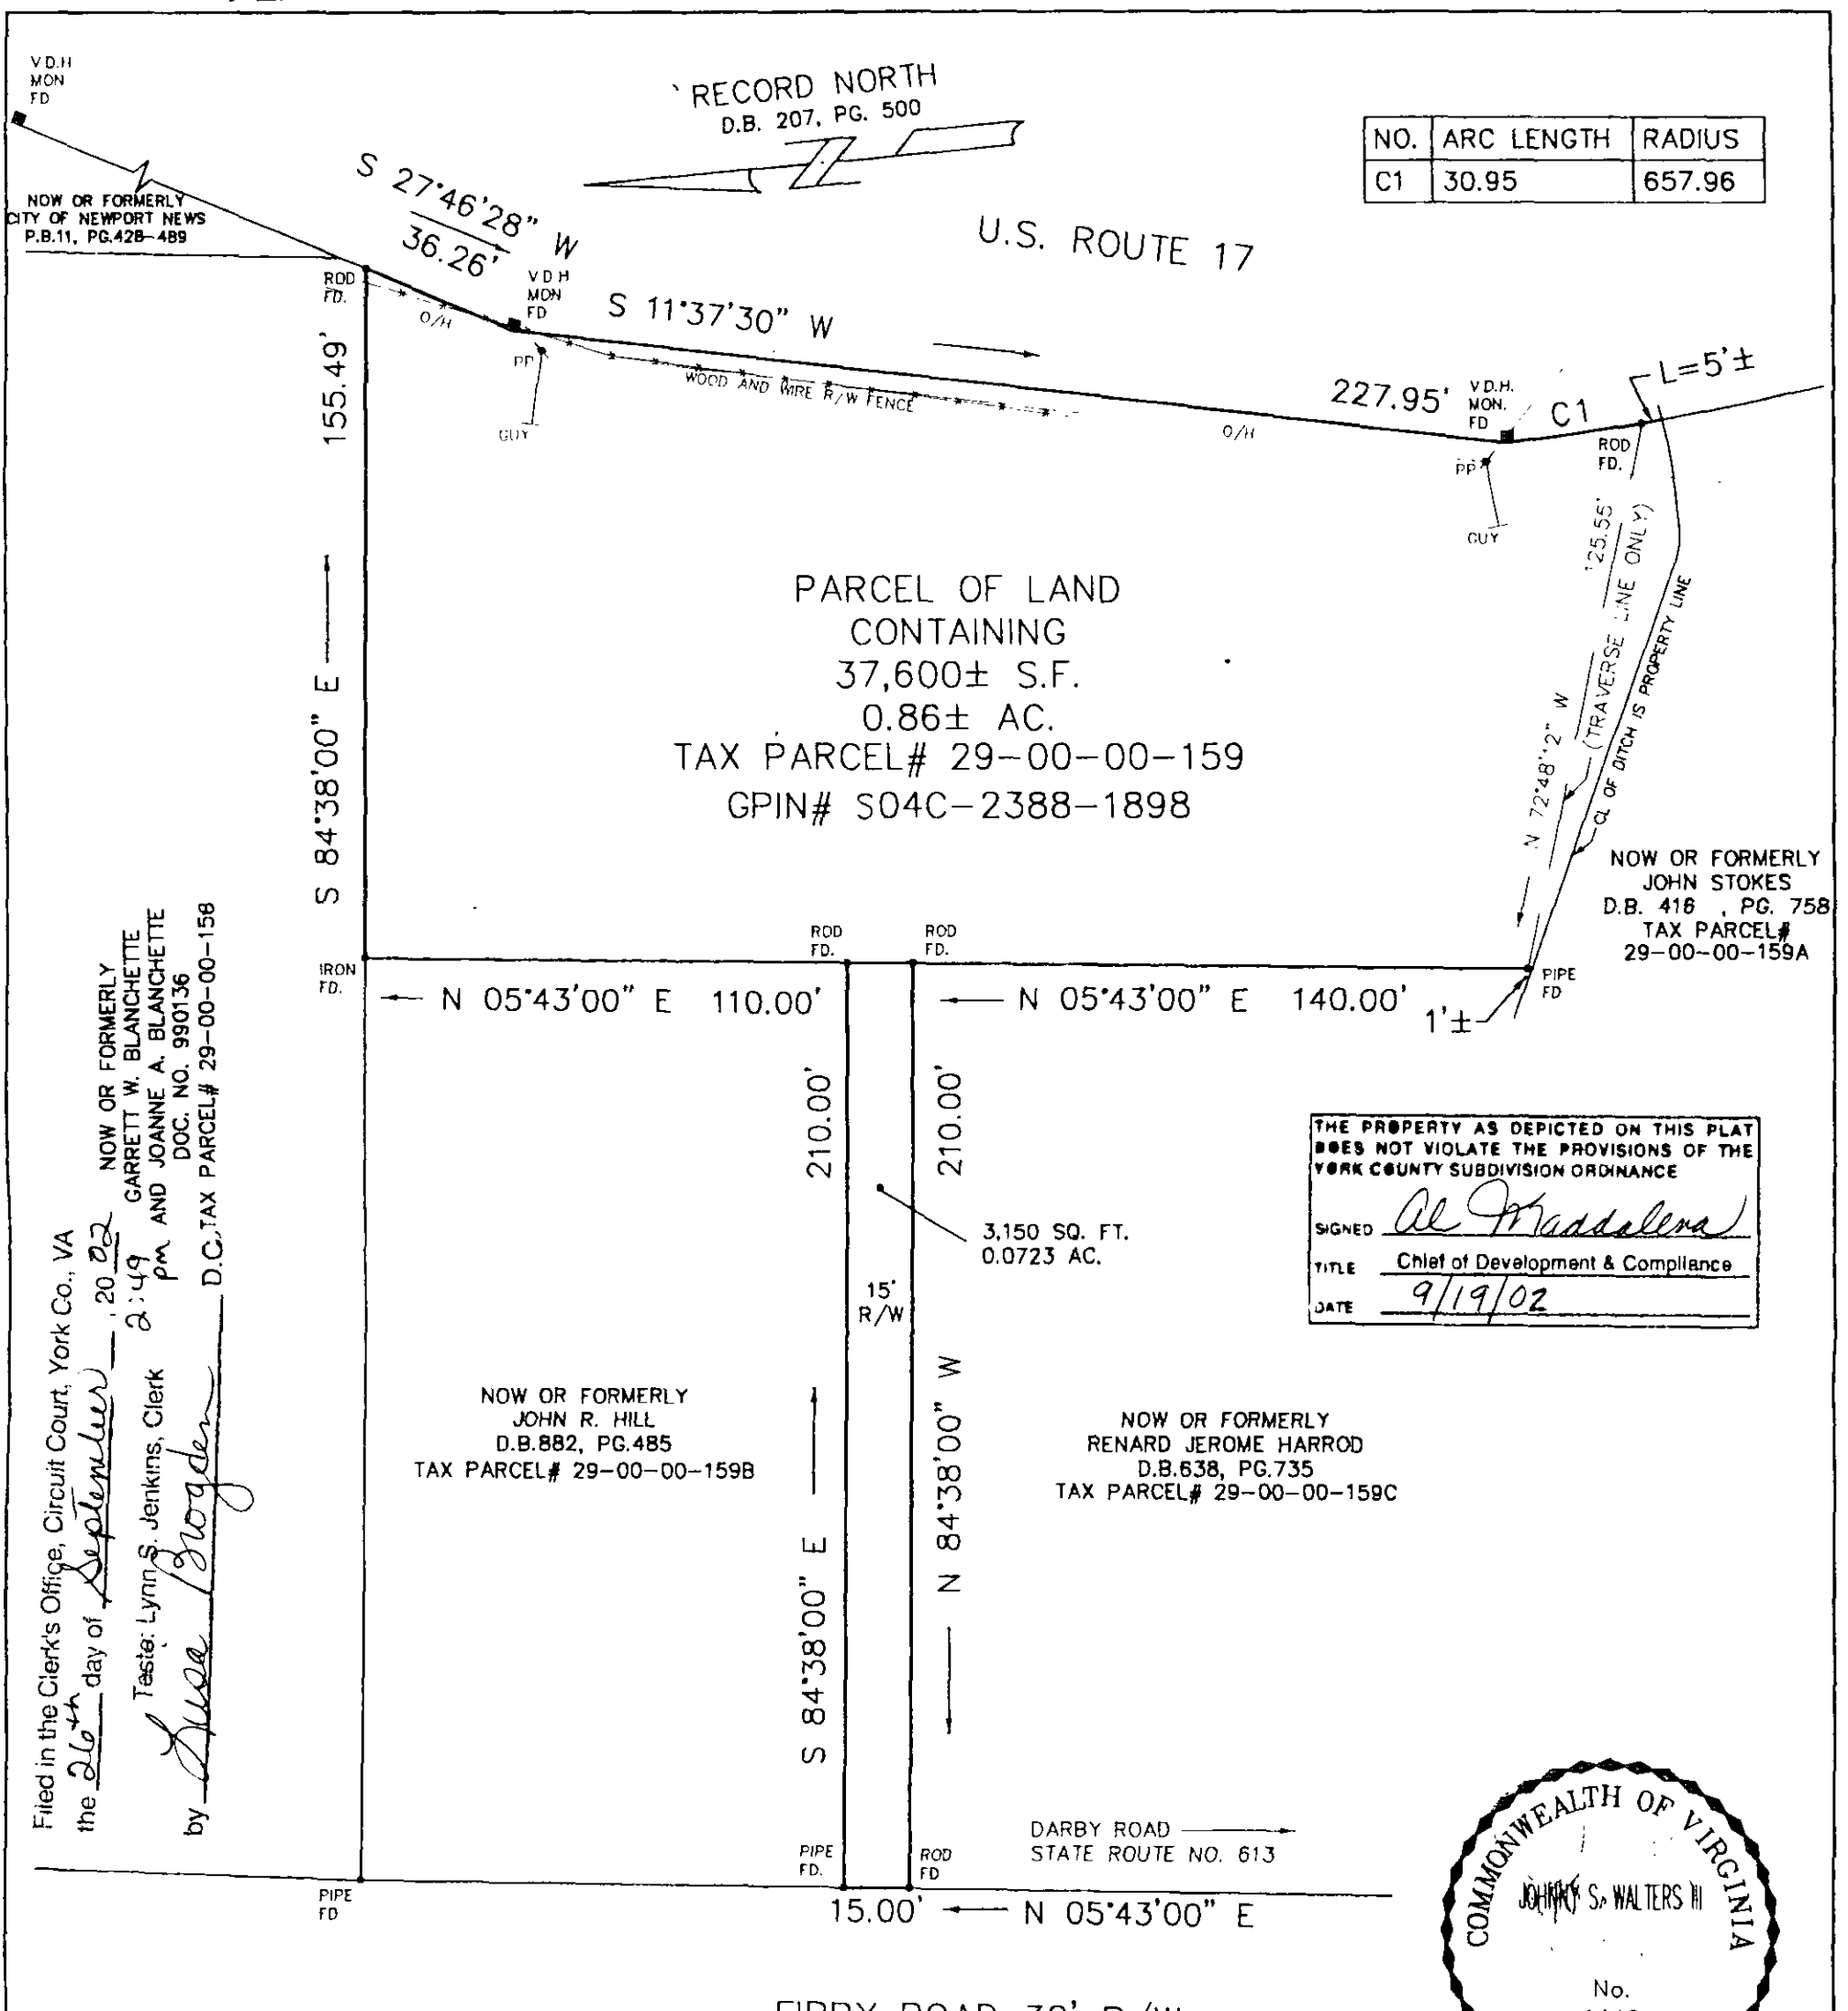 V.D.H
MON
FD
RECORD NORTH
D.B. 207, PG. 500
NO. ARC LENGTH RADIUS
C1 30.95 657.96
NOW OR FORMERLY
CITY OF NEWPORT NEWS
P.B.11, PG.428-489
S 27°46'28" W
36.26'
U.S. ROUTE 17
ROD
FD.
O/H
V D H
MON
FD
S 11°37'30" W
PP
GUY
WOOD AND WIRE R/W FENCE
O/H
227.95'
V.D.H.
MON.
FD
C1
L=5'±
ROD
FD.
PP
GUY
155.49'
S 84°38'00" E
PARCEL OF LAND
CONTAINING
37,600± S.F.
0.86± AC.
TAX PARCEL# 29-00-00-159
GPIN# S04C-2388-1898
(TRAVERSE LINE ONLY)
CL OF DITCH IS PROPERTY LINE
NOW OR FORMERLY
JOHN STOKES
D.B. 416 , PG. 758
TAX PARCEL#
29-00-00-159A
IRON
FD.
ROD
FD.
ROD
FD.
PIPE
FD
N 05°43'00" E 110.00'
N 05°43'00" E 140.00'
1'±
NOW OR FORMERLY
GARRETT W. BLANCHETTE
AND JOANNE A. BLANCHETTE
DOC. NO. 990136
TAX PARCEL# 29-00-00-158
Filed in the Clerk's Office, Circuit Court, York Co., VA
the 26th day of September, 2002
2:49 pm
Teste: Lynn S. Jenkins, Clerk
by Brogden D.C.
210.00'
210.00'
3,150 SQ. FT.
0.0723 AC.
15'
R/W
S 84°38'00" E
N 84°38'00" W
THE PROPERTY AS DEPICTED ON THIS PLAT
DOES NOT VIOLATE THE PROVISIONS OF THE
YORK COUNTY SUBDIVISION ORDINANCE
SIGNED Al Maddalena
TITLE Chief of Development & Compliance
DATE 9/19/02
NOW OR FORMERLY
JOHN R. HILL
D.B.882, PG.485
TAX PARCEL# 29-00-00-159B
NOW OR FORMERLY
RENARD JEROME HARROD
D.B.638, PG.735
TAX PARCEL# 29-00-00-159C
DARBY ROAD
STATE ROUTE NO. 613
PIPE
FD
PIPE
FD.
ROD
FD
15.00' N 05°43'00" E
COMMONWEALTH OF VIRGINIA
S. WALTERS III
No.
ROAD 30' R/W